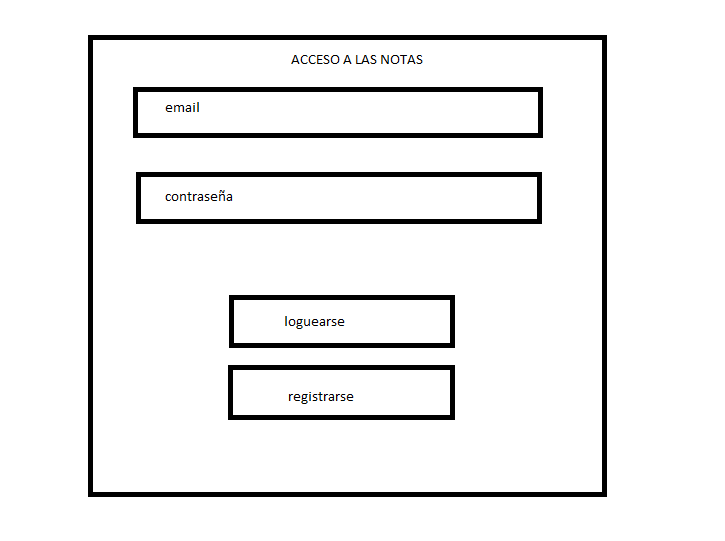 ACCESO A LAS NOTAS
email
contraseña
loguearse
registrarse